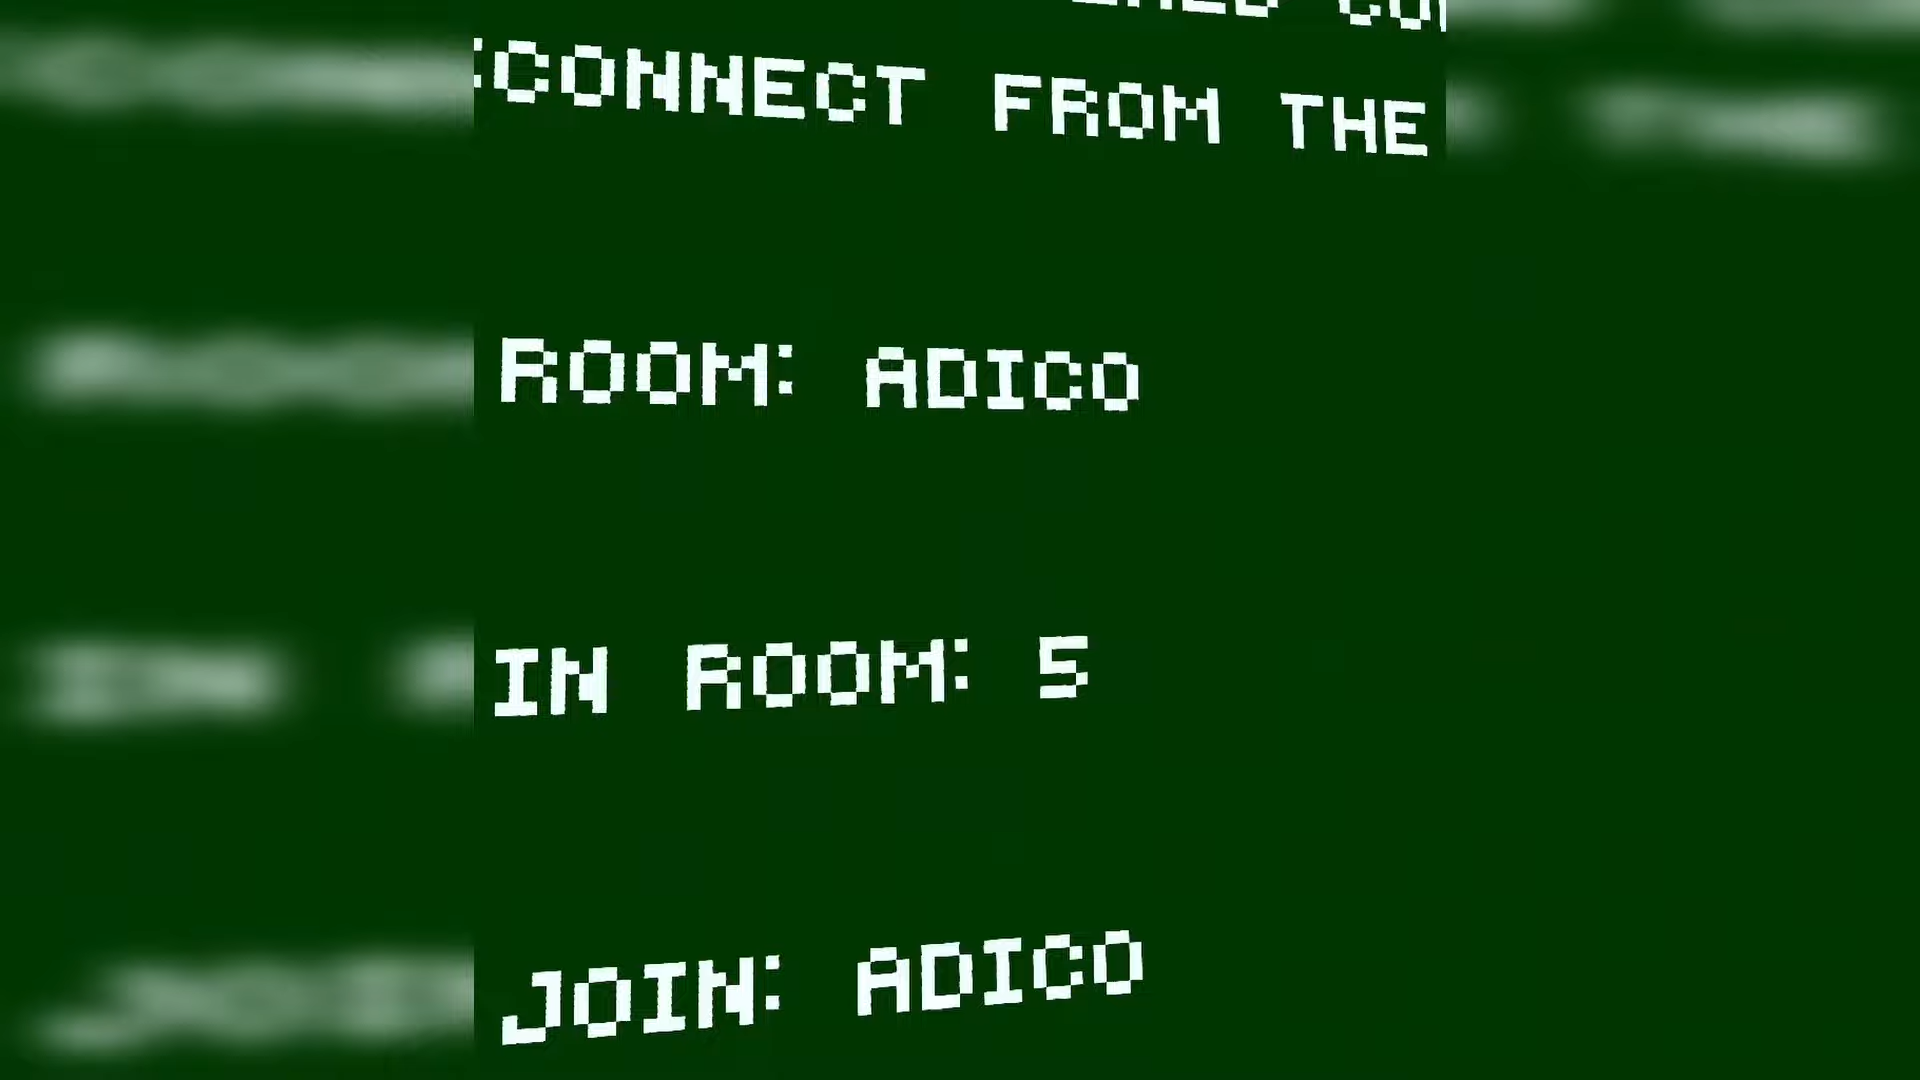 CONNECT FROM THE
ROOM: ADICO
IN ROOM: 5
JOIN: ADICO